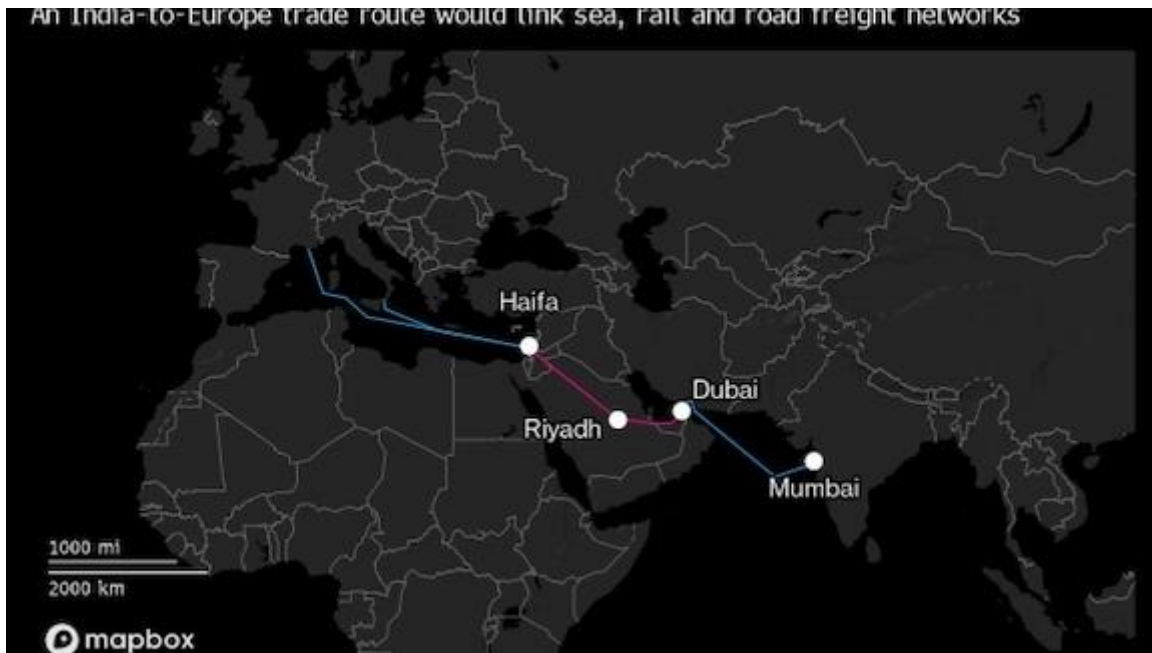 An India-to-Europe trade route would link sea, rail and road freight networks
Haifa
Dubai
Riyadh
Mumbai
1000 mi
2000 km
mapbox